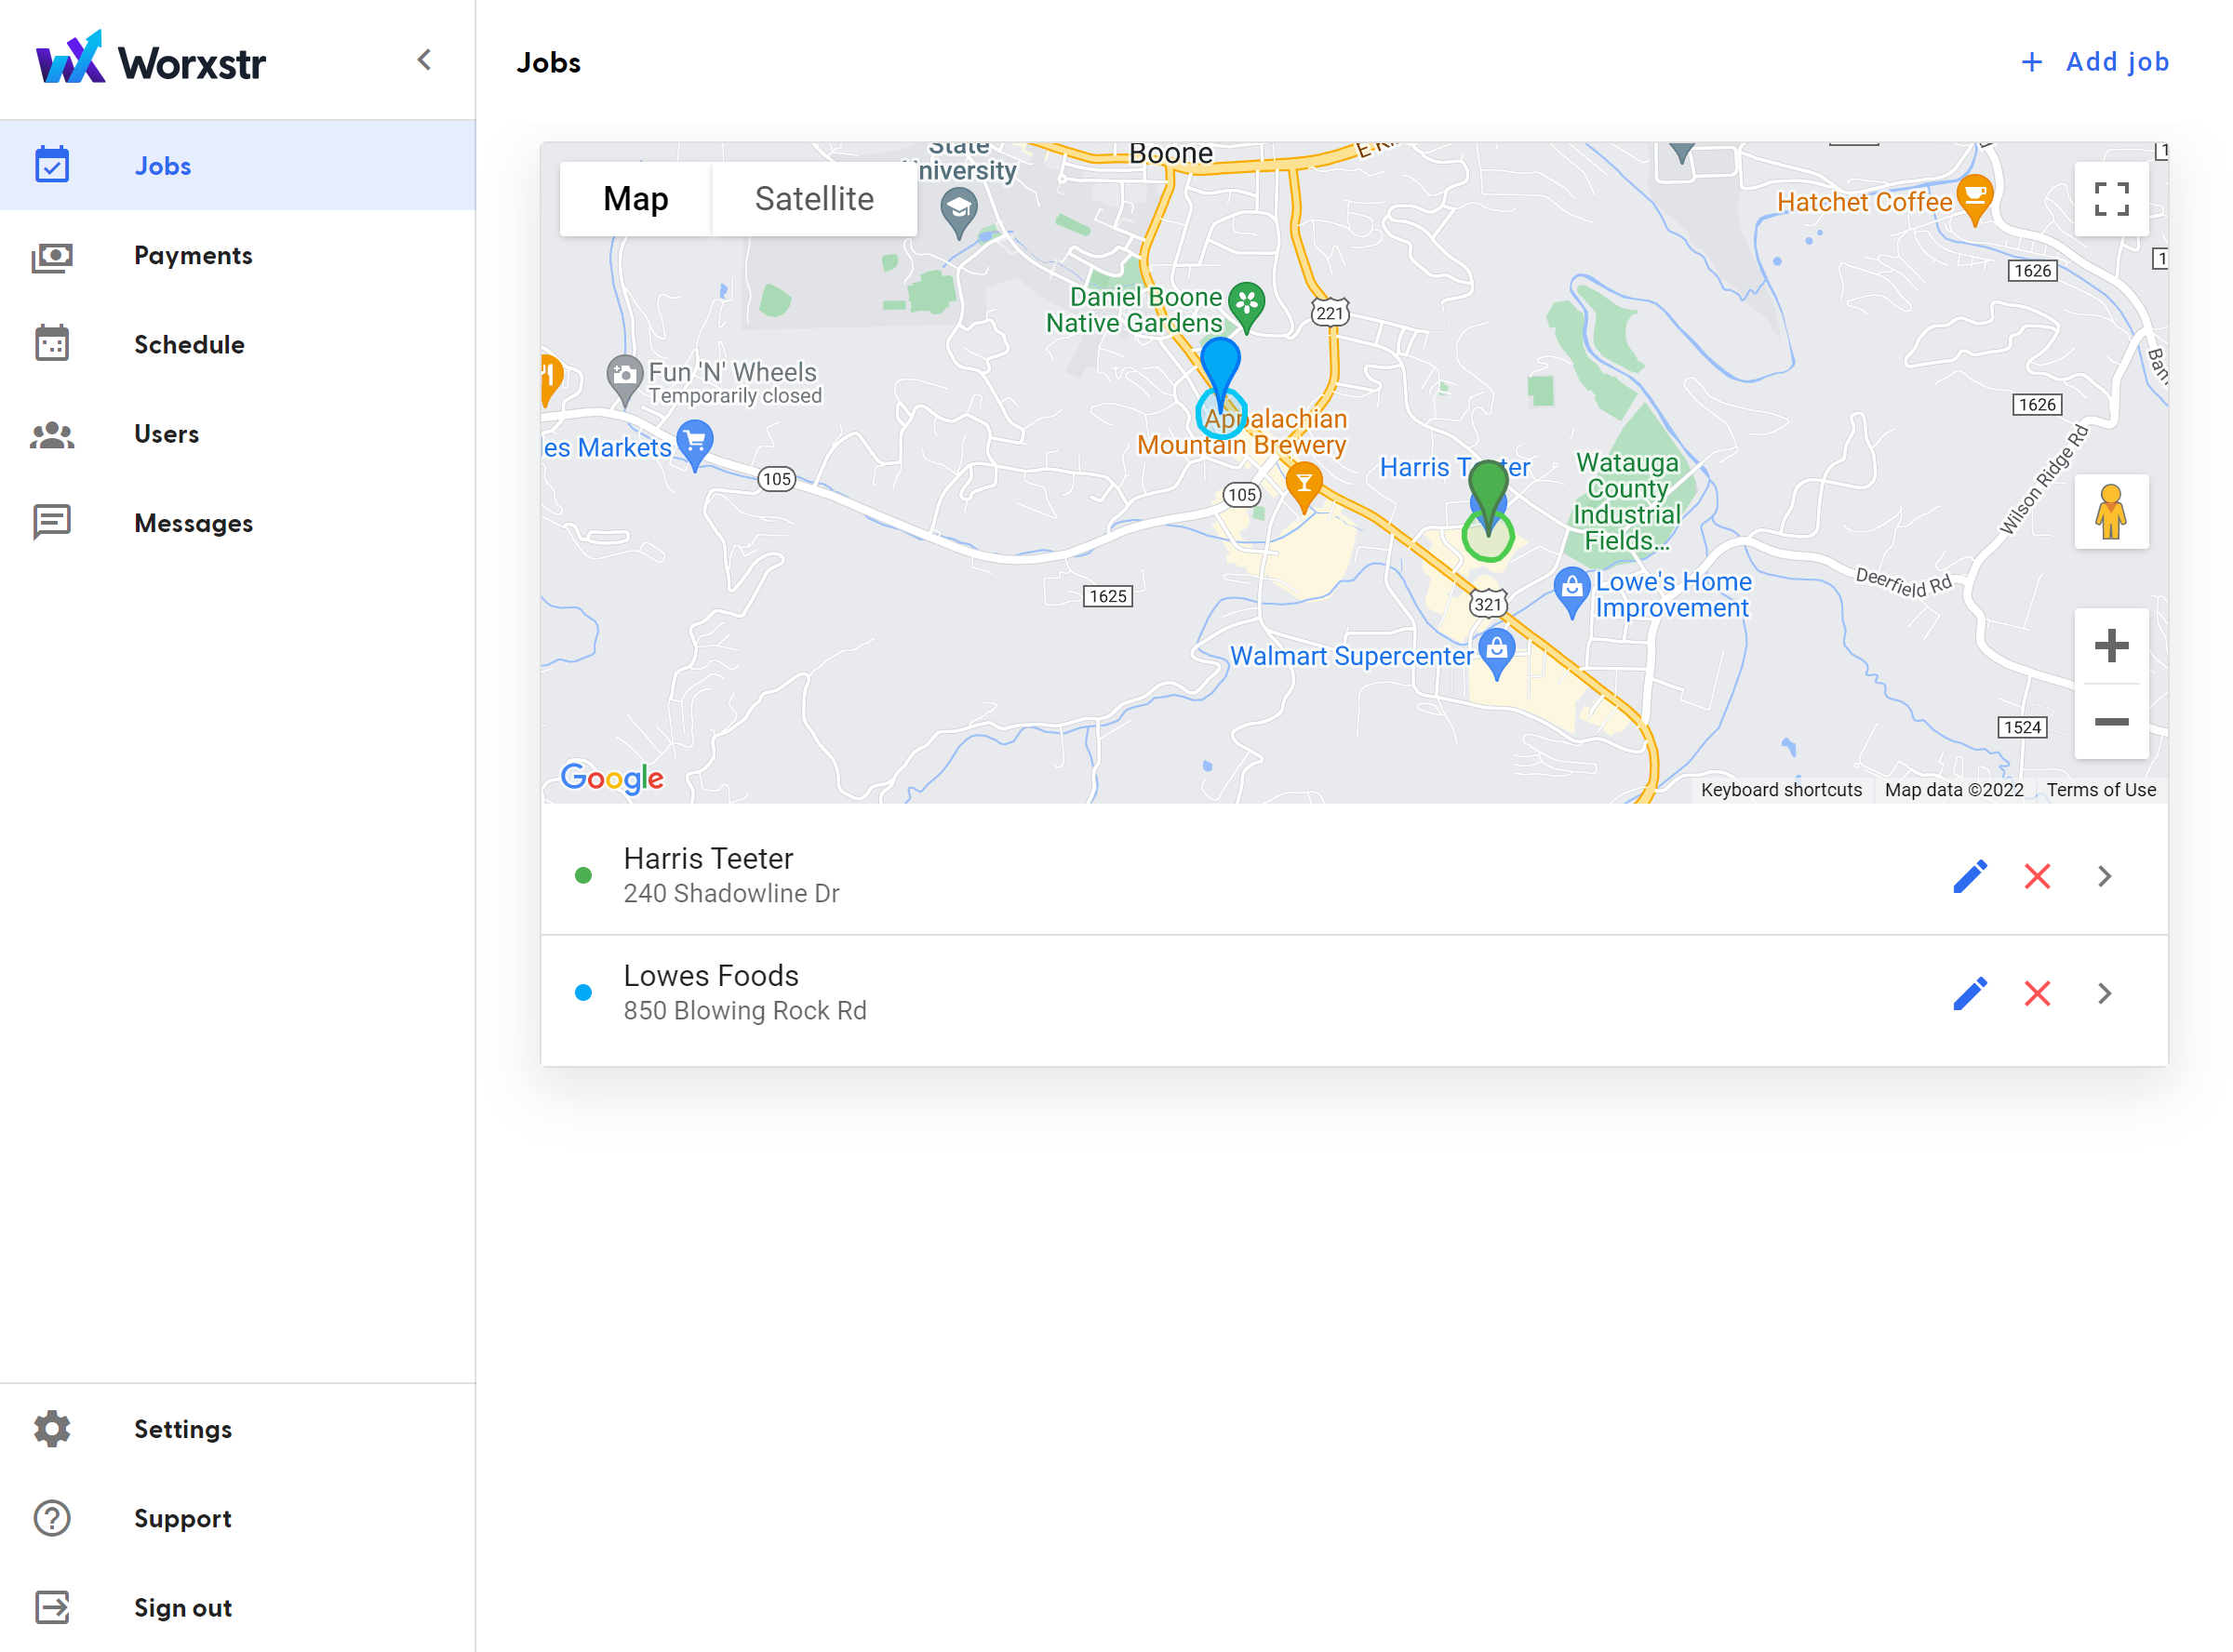 Worxstr
Jobs
Payments
Schedule
Users
Messages
Settings
Support
Sign out
Jobs
+ Add job
Map
Satellite
State
University
Boone
Hatchet Coffee
1626
Daniel Boone
Native Gardens
221
Fun 'N' Wheels
Temporarily closed
1626
les Markets
Appalachian
Mountain Brewery
105
105
Harris Teeter
Watauga
County
Industrial
Fields...
Wilson Ridge Rd
Lowe's Home
Improvement
Deerfield Rd
1625
321
Walmart Supercenter
1524
Google
Keyboard shortcuts
Map data ©2022
Terms of Use
Harris Teeter
240 Shadowline Dr
Lowes Foods
850 Blowing Rock Rd